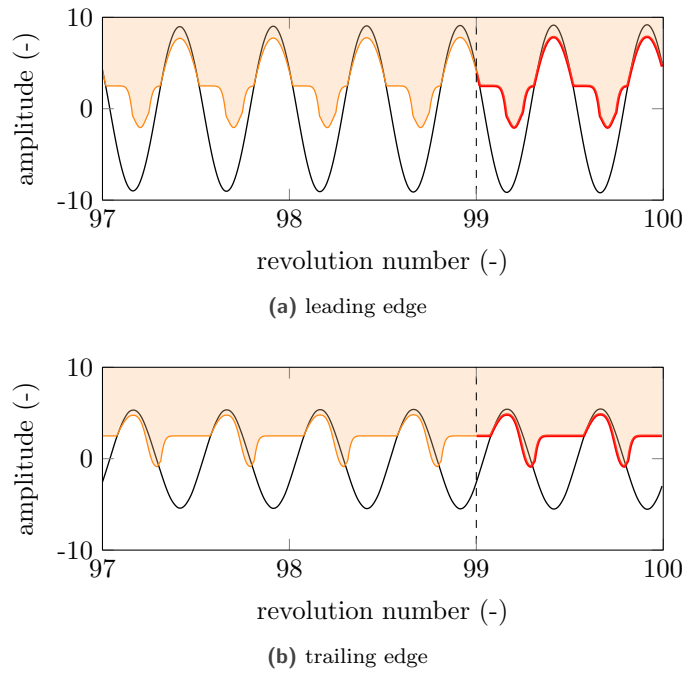 10
0
-10
amplitude (-)
97
98
99
100
revolution number (-)
(a) leading edge
10
0
-10
amplitude (-)
97
98
99
100
revolution number (-)
(b) trailing edge